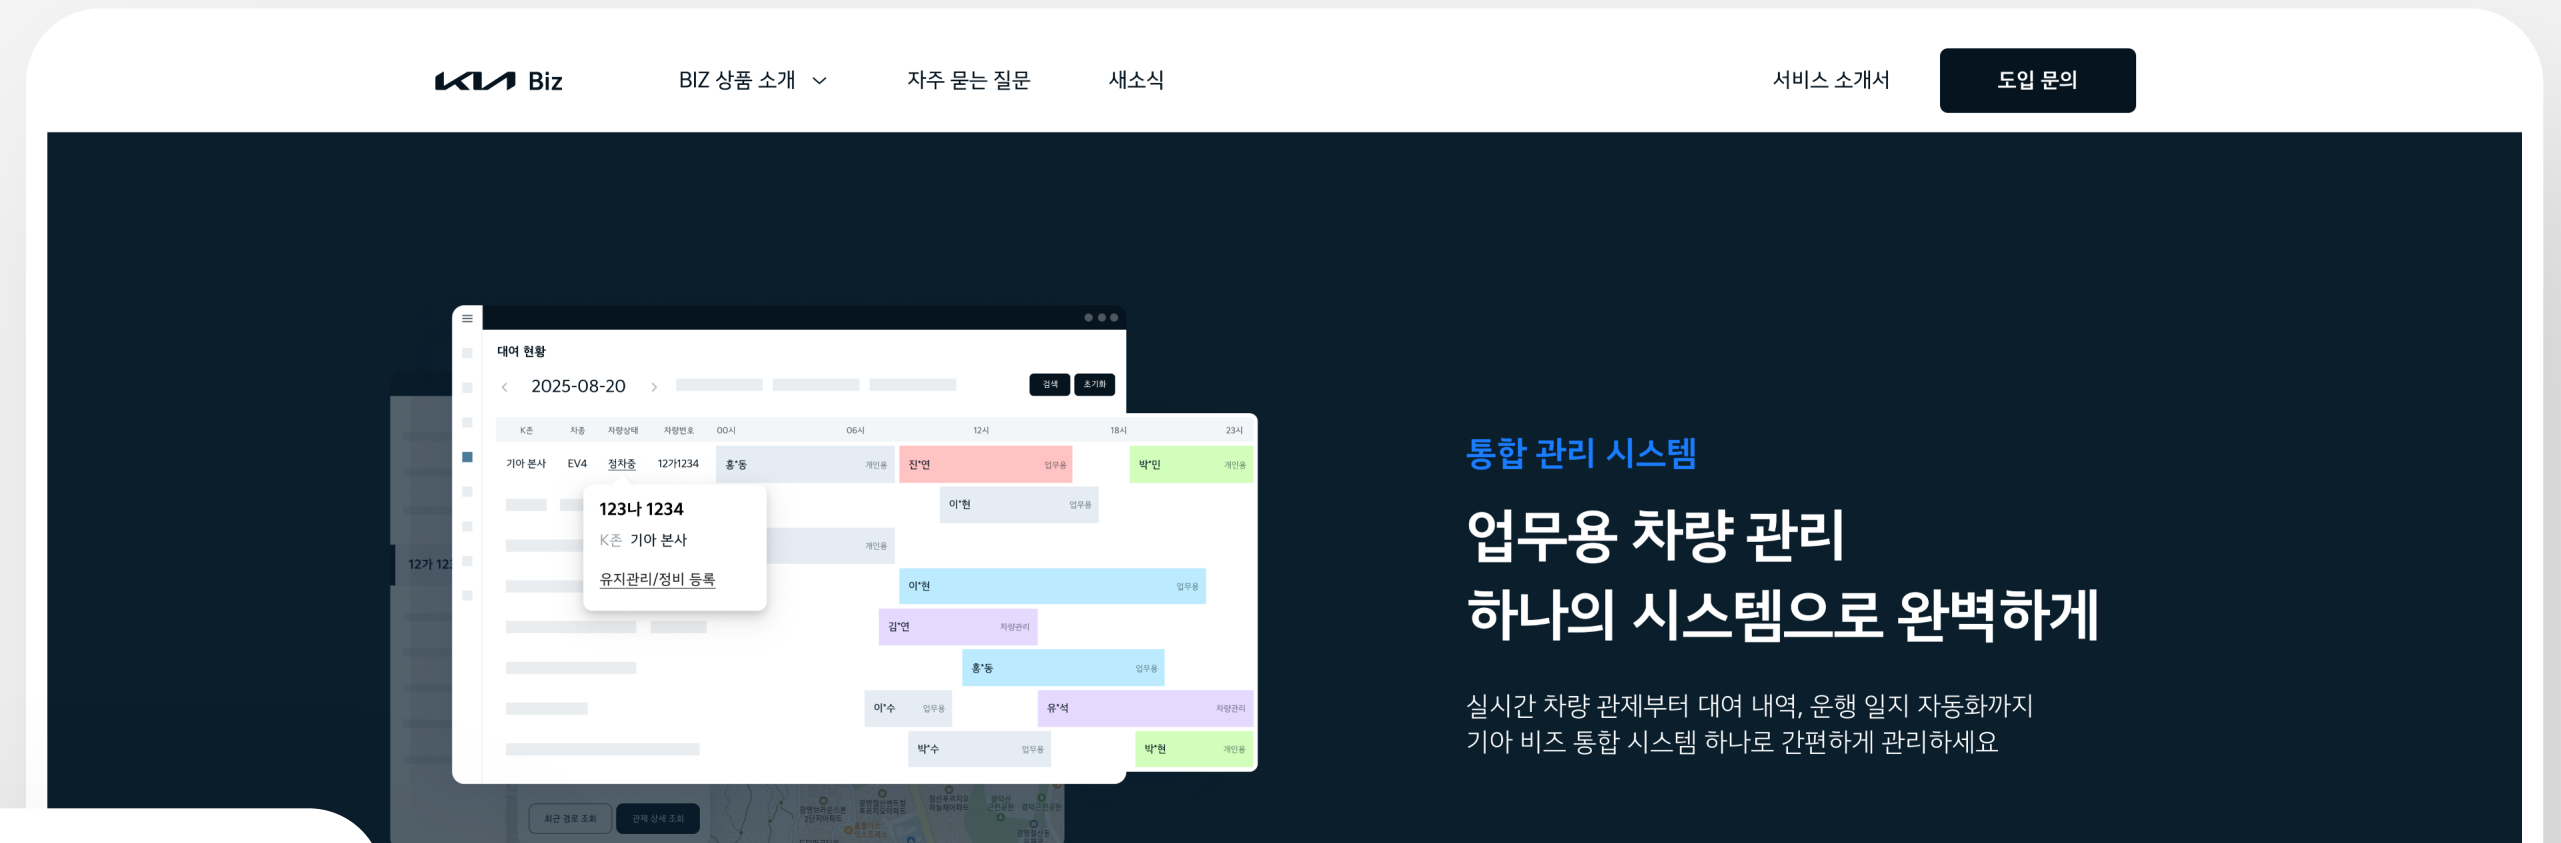 KIA Biz
BIZ 상품 소개
자주 묻는 질문
새소식
서비스 소개서
도입 문의
대여 현황
2025-08-20
검색
초기화
K존 차종 차량상태 차량번호 00시 06시 12시 18시 23시
기아 본사 EV4 정차중 12가1234 홍*동 개인용 진*연 업무용 박*민 개인용
이*현 업무용
123나 1234
K존 기아 본사
유지관리/정비 등록
개인용
이*현 업무용
김*연 차량관리
홍*동 업무용
이*수 업무용 유*석 차량관리
박*수 업무용 박*현 개인용
12가 123
최근 경로 조회
관제 상세 조회
통합 관리 시스템
업무용 차량 관리
하나의 시스템으로 완벽하게
실시간 차량 관제부터 대여 내역, 운행 일지 자동화까지
기아 비즈 통합 시스템 하나로 간편하게 관리하세요